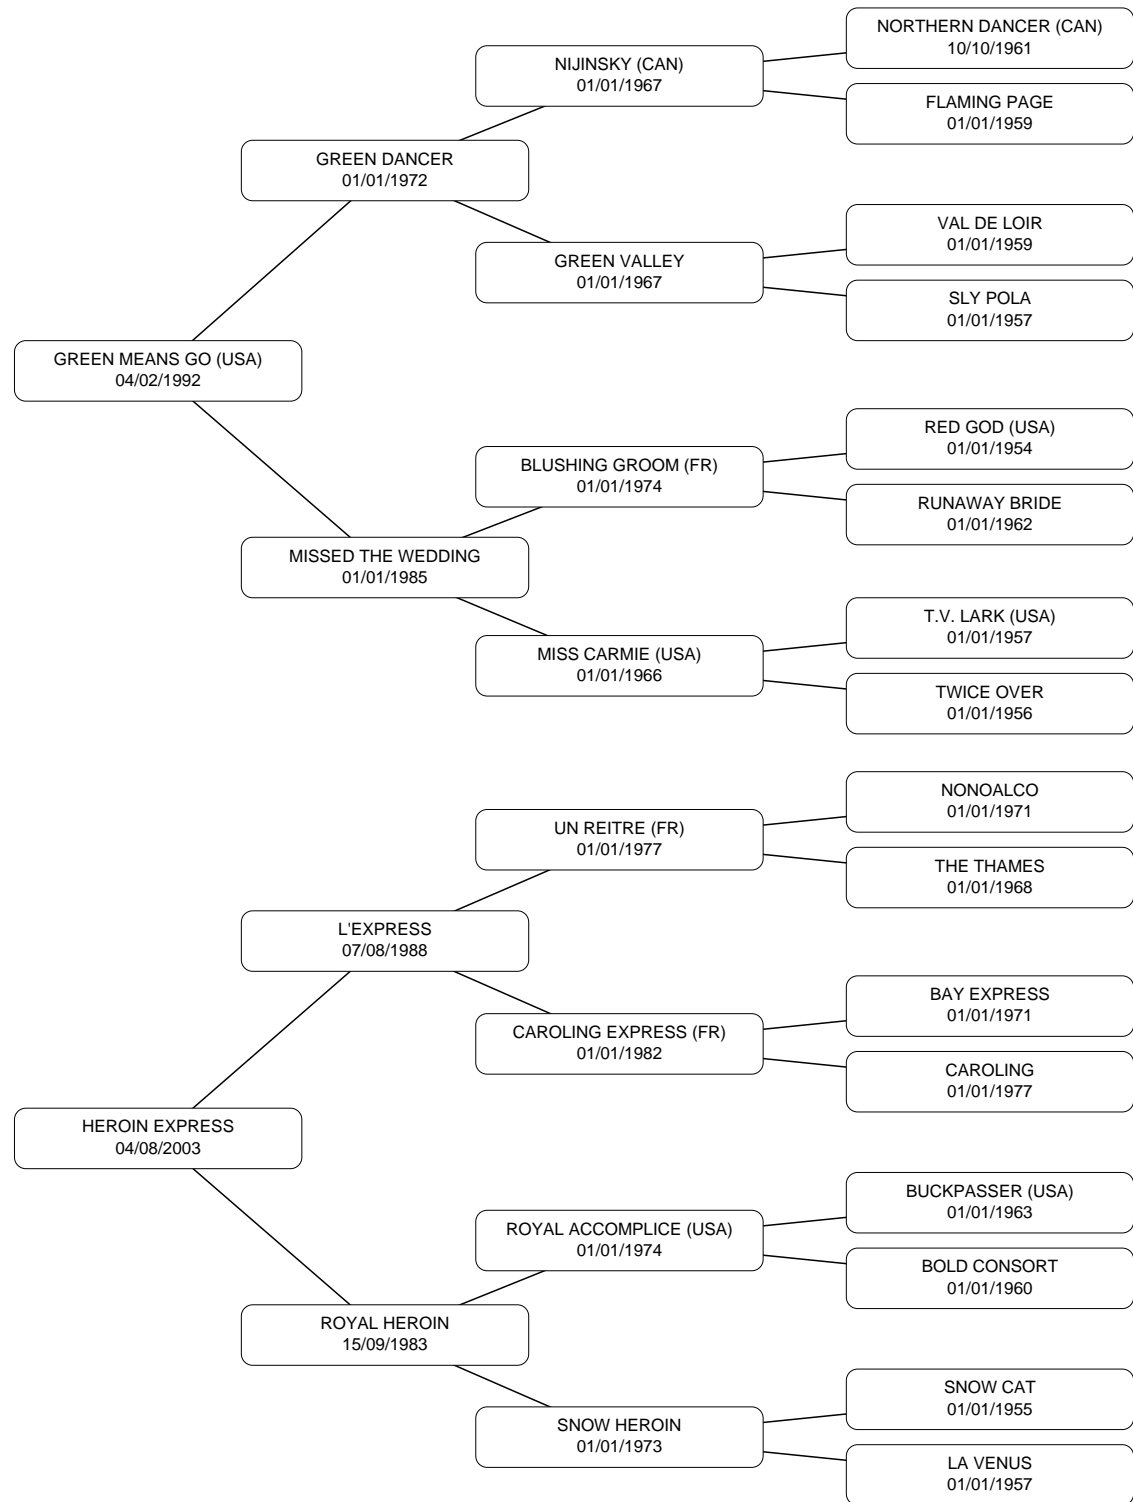 NORTHERN DANCER (CAN)
10/10/1961
NIJINSKY (CAN)
01/01/1967
FLAMING PAGE
01/01/1959
GREEN DANCER
01/01/1972
VAL DE LOIR
01/01/1959
GREEN VALLEY
01/01/1967
SLY POLA
01/01/1957
GREEN MEANS GO (USA)
04/02/1992
RED GOD (USA)
01/01/1954
BLUSHING GROOM (FR)
01/01/1974
RUNAWAY BRIDE
01/01/1962
MISSED THE WEDDING
01/01/1985
T.V. LARK (USA)
01/01/1957
MISS CARMIE (USA)
01/01/1966
TWICE OVER
01/01/1956
NONOALCO
01/01/1971
UN REITRE (FR)
01/01/1977
THE THAMES
01/01/1968
L'EXPRESS
07/08/1988
BAY EXPRESS
01/01/1971
CAROLING EXPRESS (FR)
01/01/1982
CAROLING
01/01/1977
HEROIN EXPRESS
04/08/2003
BUCKPASSER (USA)
01/01/1963
ROYAL ACCOMPLICE (USA)
01/01/1974
BOLD CONSORT
01/01/1960
ROYAL HEROIN
15/09/1983
SNOW CAT
01/01/1955
SNOW HEROIN
01/01/1973
LA VENUS
01/01/1957